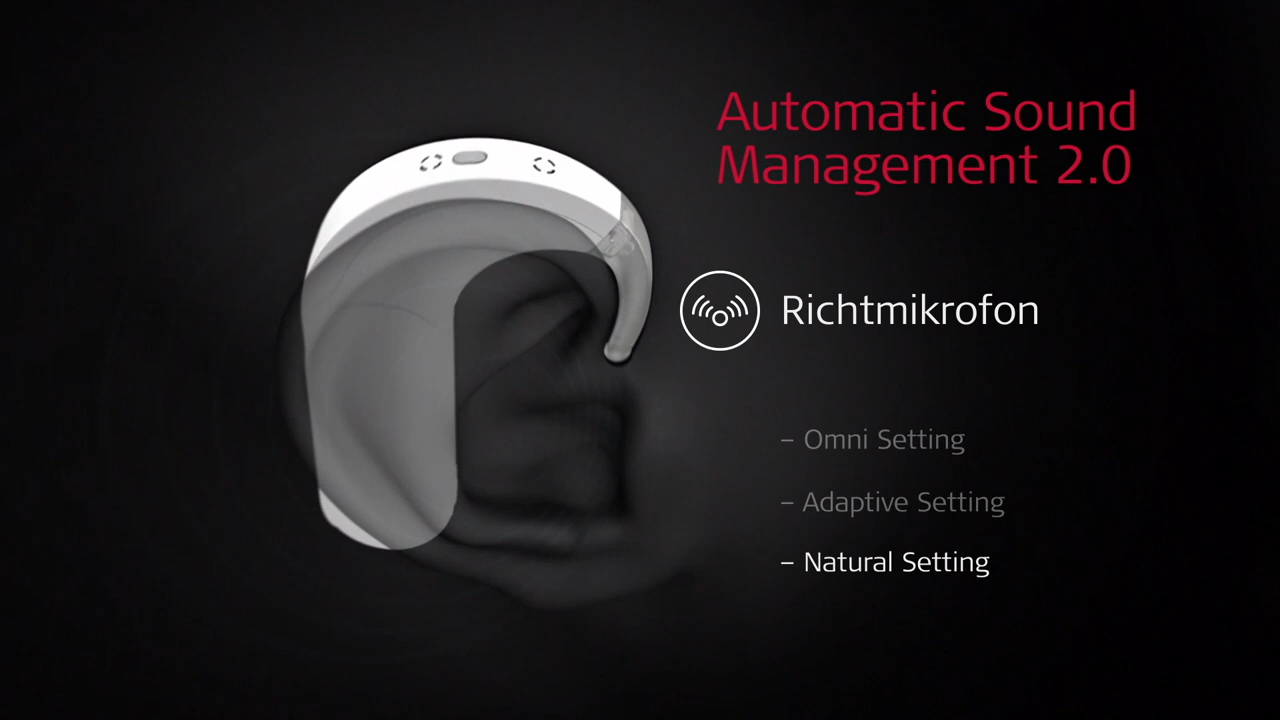 Automatic Sound
Management 2.0
Richtmikrofon
– Omni Setting
– Adaptive Setting
– Natural Setting